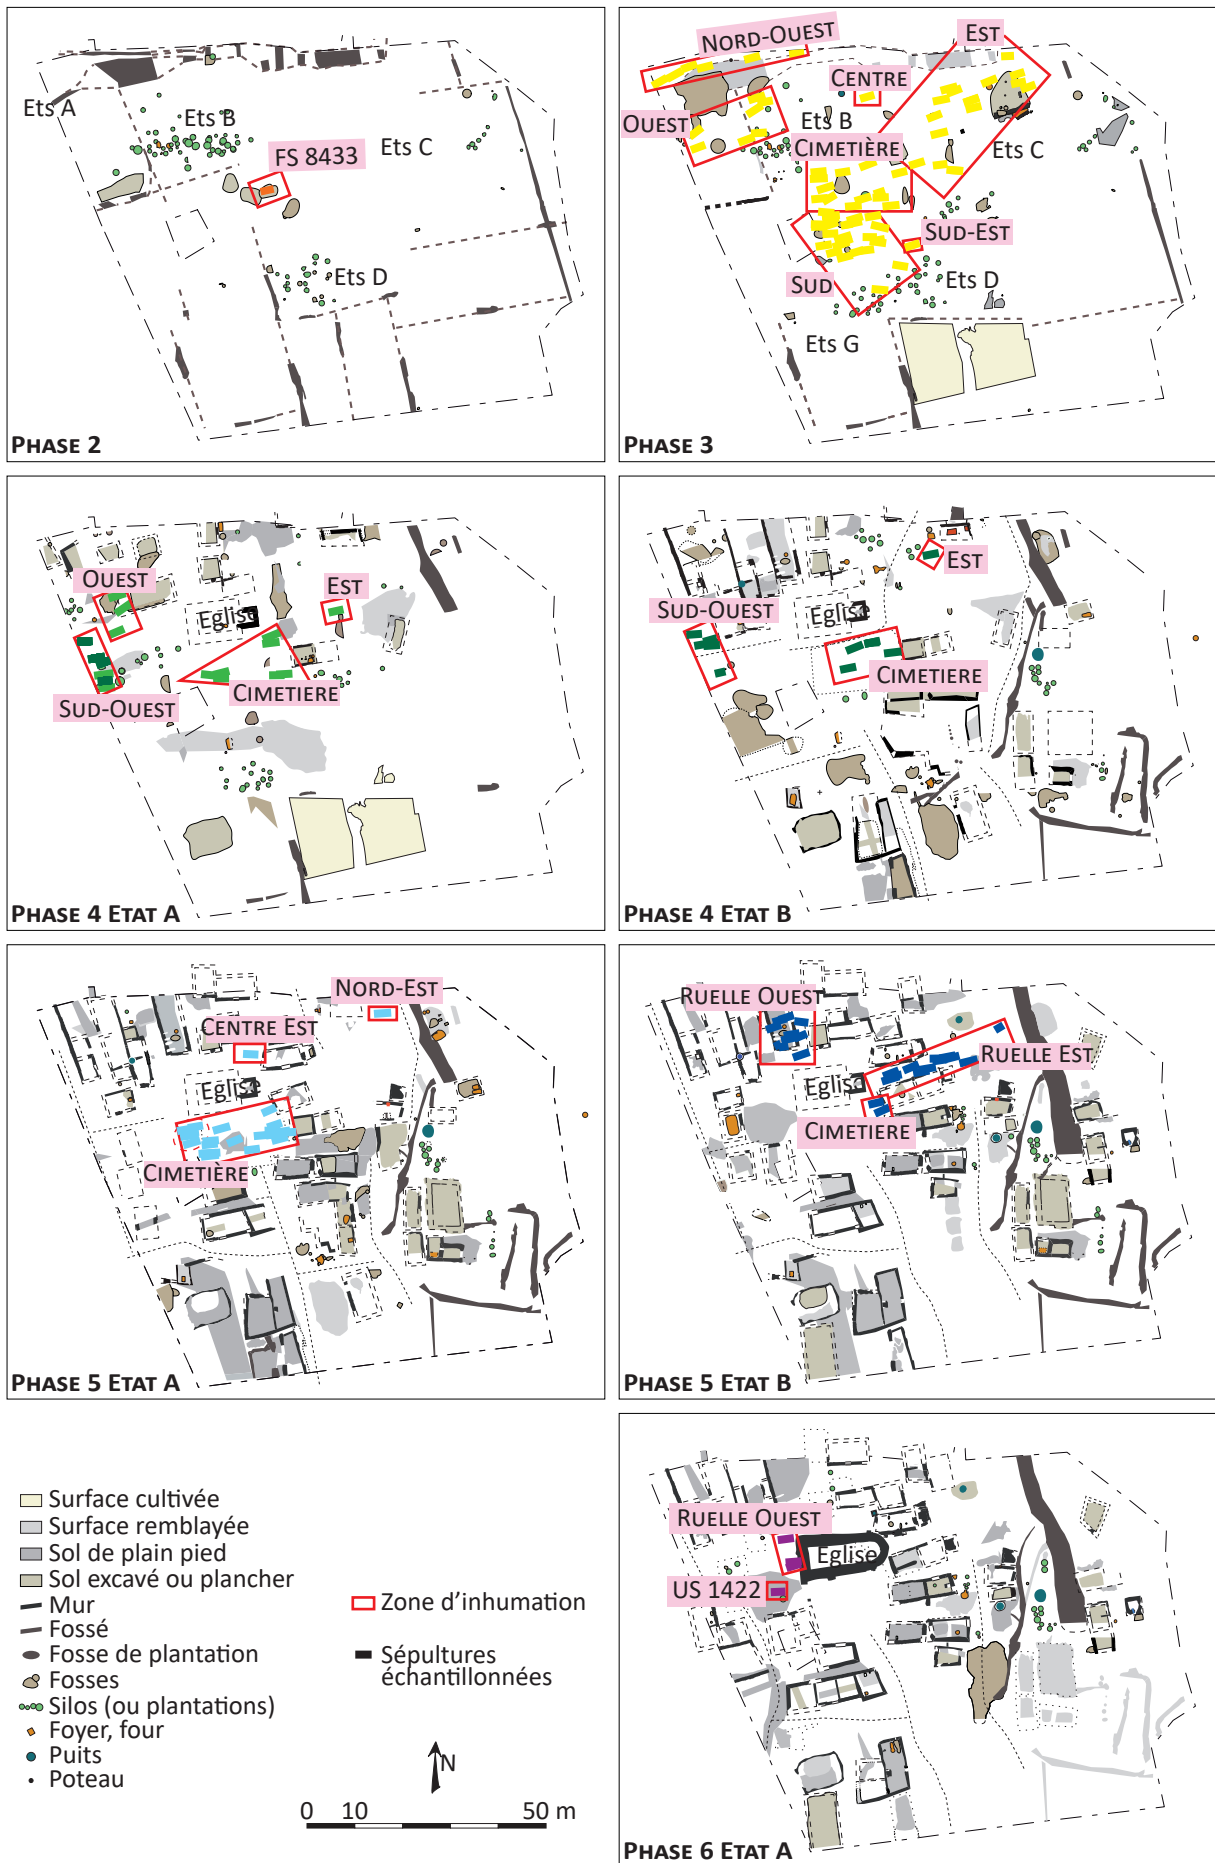 Ets A
Ets B
Ets C
FS 8433
Ets D
PHASE 2
NORD-OUEST
EST
CENTRE
OUEST
Ets B
CIMETIÈRE
Ets C
SUD-EST
SUD
Ets D
Ets G
PHASE 3
OUEST
EST
Eglise
SUD-OUEST
CIMETIERE
PHASE 4 ETAT A
EST
SUD-OUEST
Eglise
CIMETIERE
PHASE 4 ETAT B
NORD-EST
CENTRE EST
Eglise
CIMETIÈRE
PHASE 5 ETAT A
RUELLE OUEST
RUELLE EST
Eglise
CIMETIERE
PHASE 5 ETAT B
RUELLE OUEST
Eglise
US 1422
PHASE 6 ETAT A
Surface cultivée
Surface remblayée
Sol de plain pied
Sol excavé ou plancher
Mur
Fossé
Fosse de plantation
Fosses
Silos (ou plantations)
Foyer, four
Puits
Poteau
Zone d'inhumation
Sépultures
échantillonnées
N
0 10 50 m